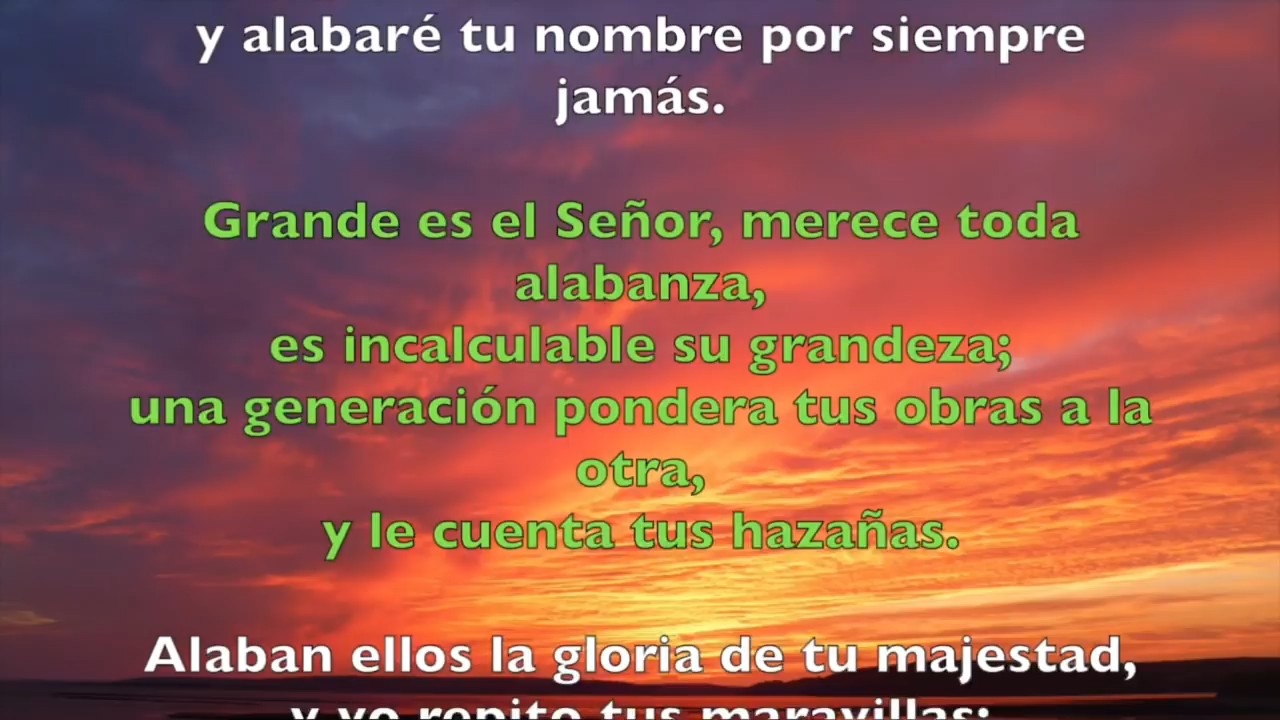 y alabaré tu nombre por siempre
jamás.
Grande es el Señor, merece toda
alabanza,
es incalculable su grandeza;
una generación pondera tus obras a la
otra,
y le cuenta tus hazañas.
Alaban ellos la gloria de tu majestad,
y yo repito tus maravillas;